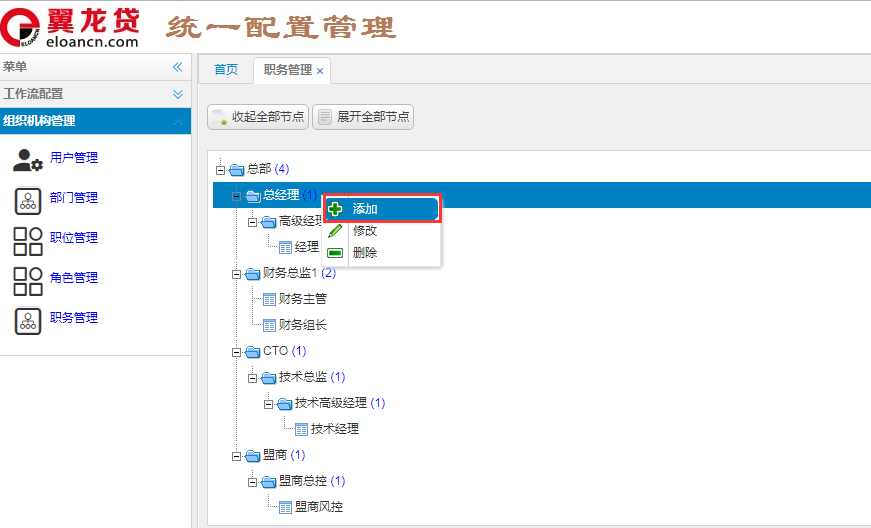 翼龙贷
eloancn.com
ELOANCN
统一配置管理
菜单
工作流配置
组织机构管理
用户管理
部门管理
职位管理
角色管理
职务管理
首页 职务管理 ×
收起全部节点 展开全部节点
总部 (4)
总经理 (1)
添加
高级经理
修改
经理
删除
财务总监1 (2)
财务主管
财务组长
CTO (1)
技术总监 (1)
技术高级经理 (1)
技术经理
盟商 (1)
盟商总控 (1)
盟商风控